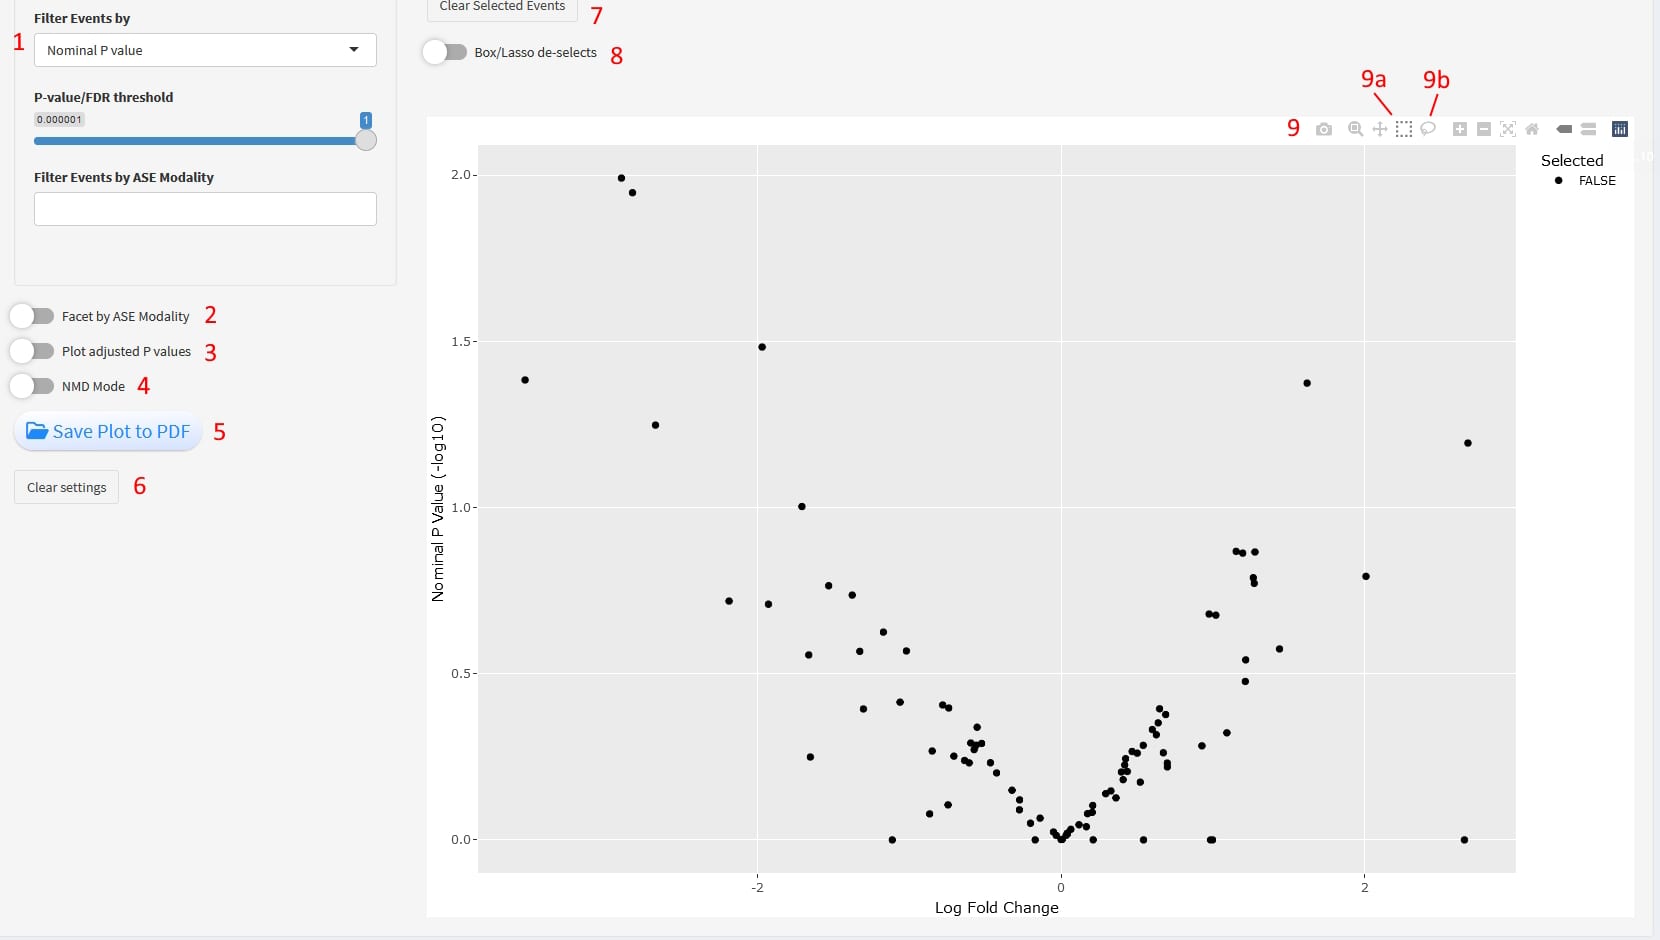 Filter Events by
1
Nominal P value
P-value/FDR threshold
0.000001
1
Filter Events by ASE Modality
Facet by ASE Modality 2
Plot adjusted P values 3
NMD Mode 4
Save Plot to PDF 5
Clear settings 6
Clear Selected Events 7
Box/Lasso de-selects 8
9a 9b
9
Selected
FALSE
10
2.0
1.5
1.0
0.5
0.0
Nominal P Value (-log10)
-2 0 2
Log Fold Change